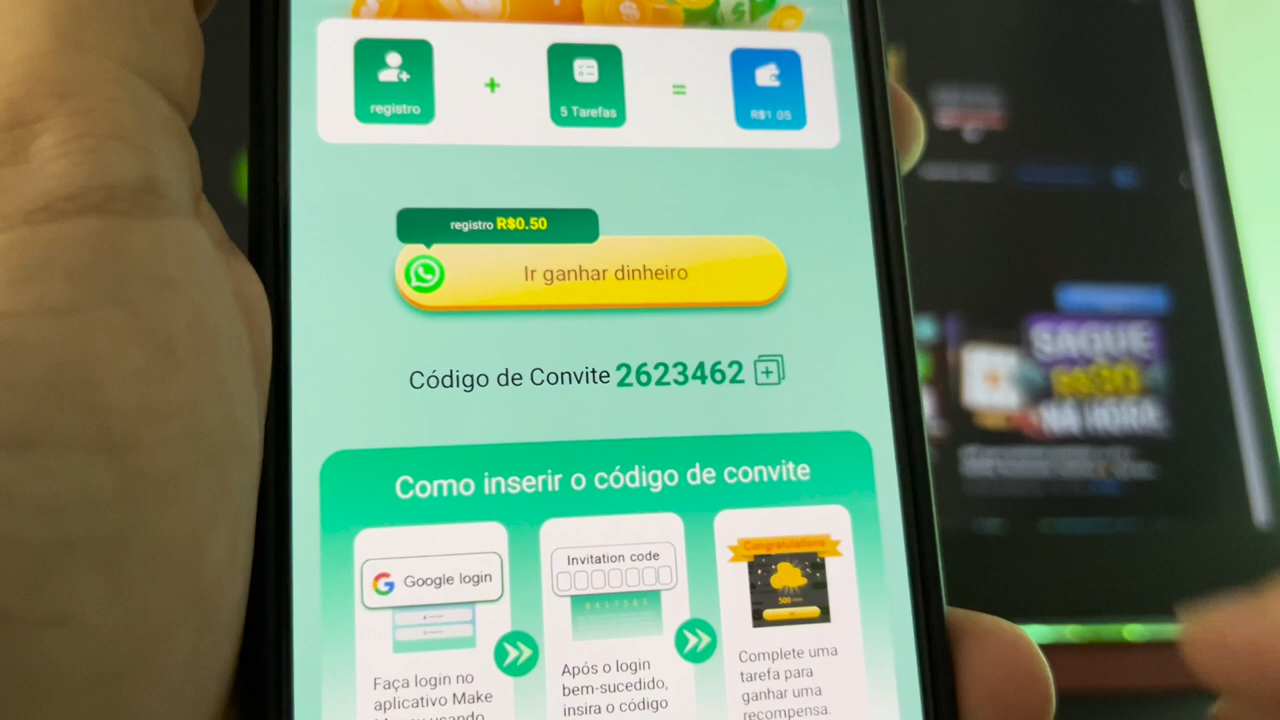 registro
+
5 Tarefas
=
R$1.05
registro R$0.50
Ir ganhar dinheiro
Código de Convite 2623462
Como inserir o código de convite
Google login
Invitation code
Congratulations
500
Faça login no
aplicativo Make
Após o login
bem-sucedido,
insira o código
Complete uma
tarefa para
ganhar uma
recompensa.
SAQUE
R$30
NA HORA